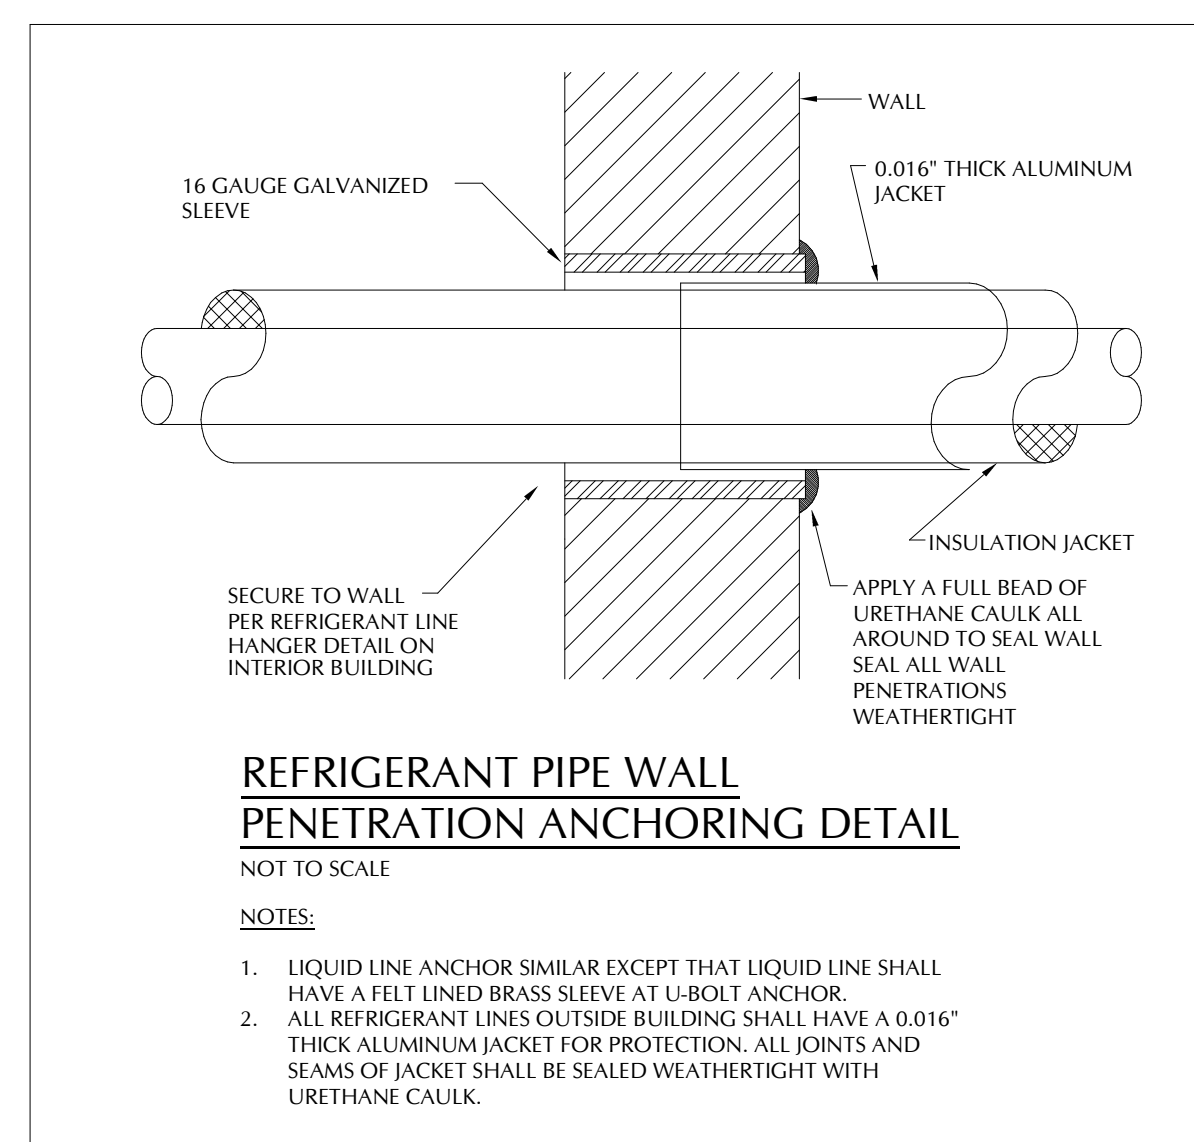 WALL
0.016" THICK ALUMINUM
JACKET
16 GAUGE GALVANIZED
SLEEVE
INSULATION JACKET
SECURE TO WALL
PER REFRIGERANT LINE
HANGER DETAIL ON
INTERIOR BUILDING
APPLY A FULL BEAD OF
URETHANE CAULK ALL
AROUND TO SEAL WALL
SEAL ALL WALL
PENETRATIONS
WEATHERTIGHT
REFRIGERANT PIPE WALL
PENETRATION ANCHORING DETAIL
NOT TO SCALE
NOTES:
1. LIQUID LINE ANCHOR SIMILAR EXCEPT THAT LIQUID LINE SHALL
HAVE A FELT LINED BRASS SLEEVE AT U-BOLT ANCHOR.
2. ALL REFRIGERANT LINES OUTSIDE BUILDING SHALL HAVE A 0.016"
THICK ALUMINUM JACKET FOR PROTECTION. ALL JOINTS AND
SEAMS OF JACKET SHALL BE SEALED WEATHERTIGHT WITH
URETHANE CAULK.